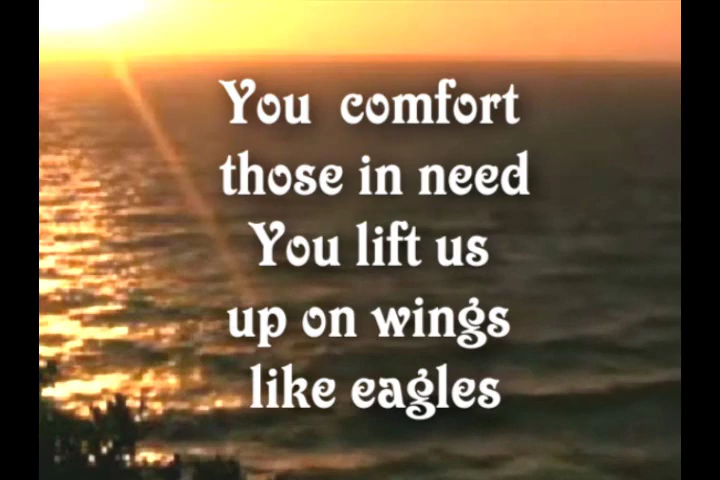 You comfort
those in need
You lift us
up on wings
like eagles